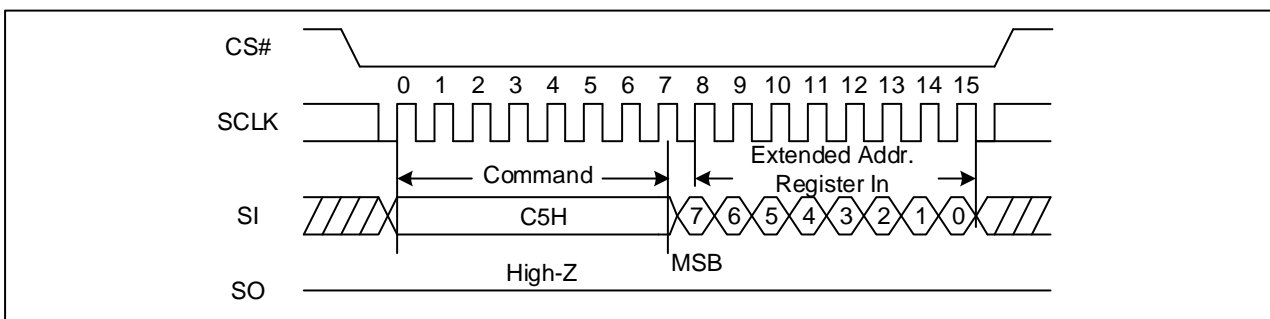 CS#
0 1 2 3 4 5 6 7 8 9 10 11 12 13 14 15
SCLK
Command
Extended Addr.
Register In
SI
C5H
7 6 5 4 3 2 1 0
MSB
High-Z
SO